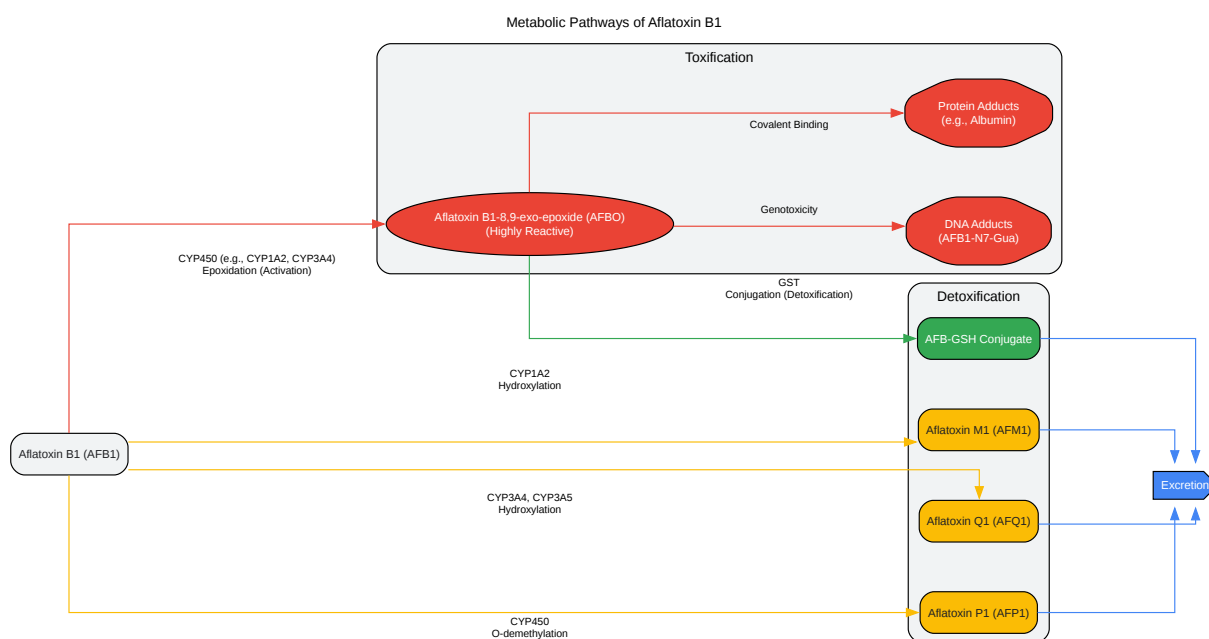 Metabolic Pathways of Aflatoxin B1
Toxification
Protein Adducts
(e.g., Albumin)
Covalent Binding
Aflatoxin B1-8,9-exo-epoxide (AFBO)
(Highly Reactive)
Genotoxicity
DNA Adducts
(AFB1-N7-Gua)
CYP450 (e.g., CYP1A2, CYP3A4)
Epoxidation (Activation)
GST
Conjugation (Detoxification)
Detoxification
AFB-GSH Conjugate
CYP1A2
Hydroxylation
Aflatoxin M1 (AFM1)
Aflatoxin B1 (AFB1)
Excretion
CYP3A4, CYP3A5
Hydroxylation
Aflatoxin Q1 (AFQ1)
Aflatoxin P1 (AFP1)
CYP450
O-demethylation